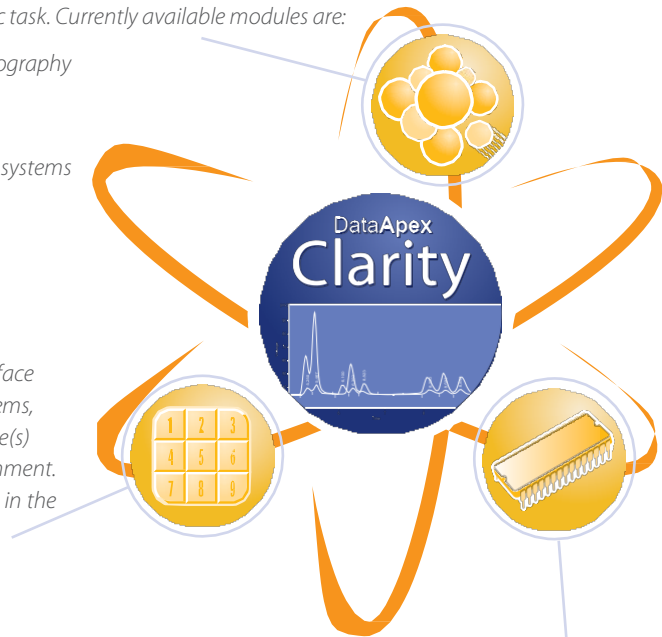 c task. Currently available modules are:
ography
systems
DataApex
Clarity
face
ems,
e(s)
nment.
in the
1 2 3
4 5 6
7 8 9